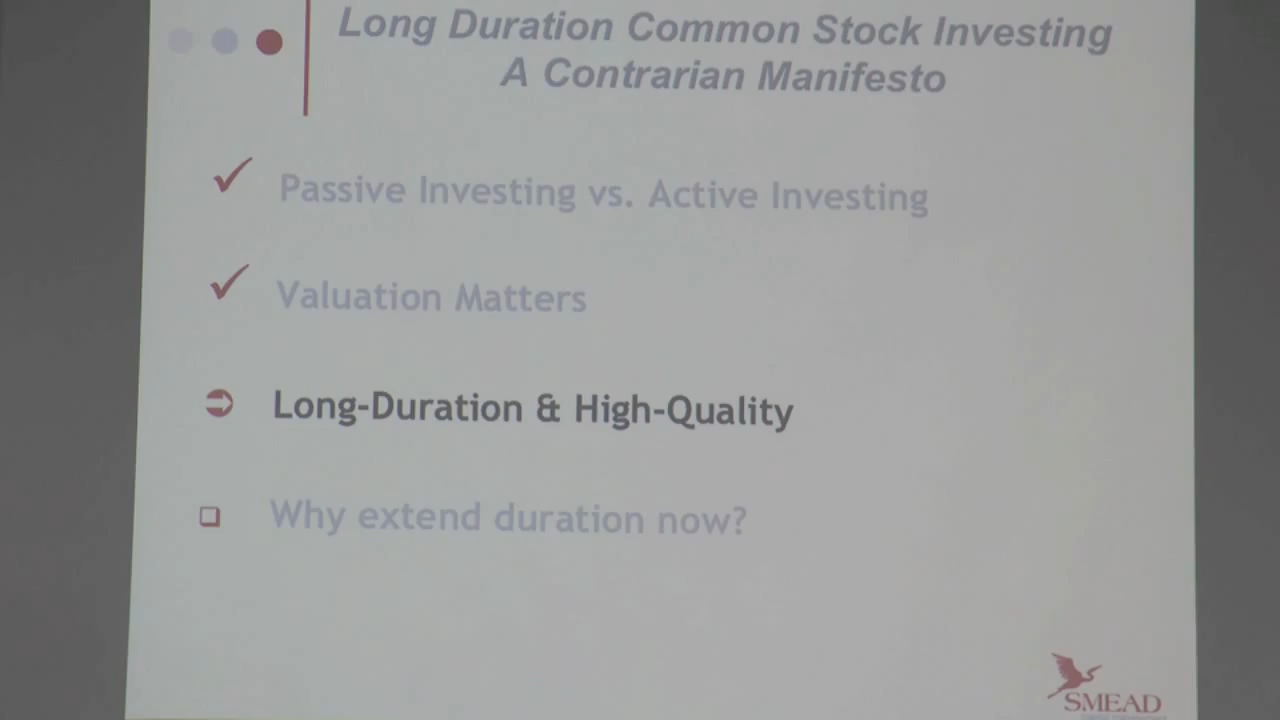 Long Duration Common Stock Investing
A Contrarian Manifesto
Passive Investing vs. Active Investing
Valuation Matters
Long-Duration & High-Quality
Why extend duration now?
SMEAD